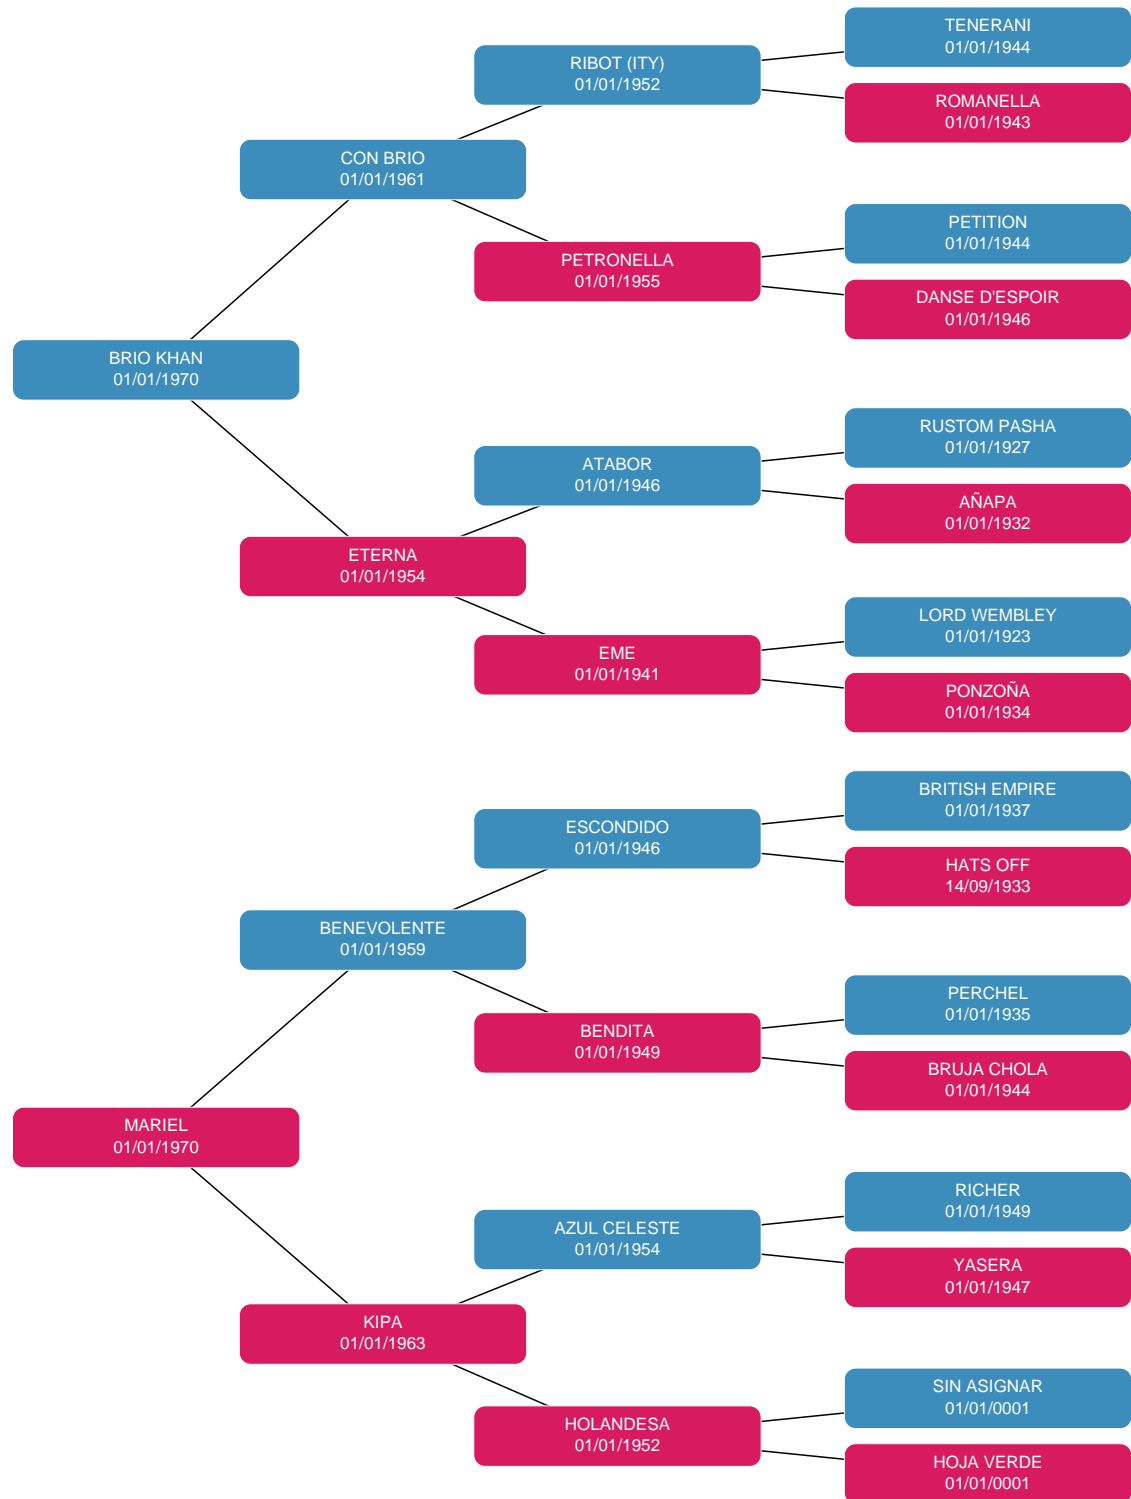 TENERANI
01/01/1944
RIBOT (ITY)
01/01/1952
ROMANELLA
01/01/1943
CON BRIO
01/01/1961
PETITION
01/01/1944
PETRONELLA
01/01/1955
DANSE D'ESPOIR
01/01/1946
BRIO KHAN
01/01/1970
RUSTOM PASHA
01/01/1927
ATABOR
01/01/1946
AÑAPA
01/01/1932
ETERNA
01/01/1954
LORD WEMBLEY
01/01/1923
EME
01/01/1941
PONZOÑA
01/01/1934
BRITISH EMPIRE
01/01/1937
ESCONDIDO
01/01/1946
HATS OFF
14/09/1933
BENEVOLENTE
01/01/1959
PERCHEL
01/01/1935
BENDITA
01/01/1949
BRUJA CHOLA
01/01/1944
MARIEL
01/01/1970
RICHER
01/01/1949
AZUL CELESTE
01/01/1954
YASERA
01/01/1947
KIPA
01/01/1963
SIN ASIGNAR
01/01/0001
HOLANDESA
01/01/1952
HOJA VERDE
01/01/0001